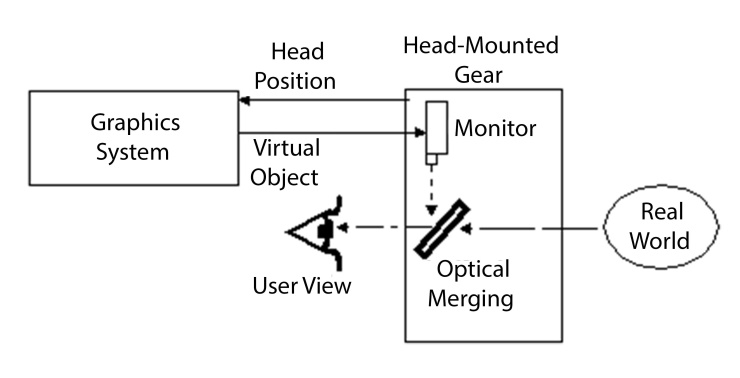 Head
Position
Head-Mounted
Gear
Graphics
System
Monitor
Virtual
Object
Real
World
User View
Optical
Merging